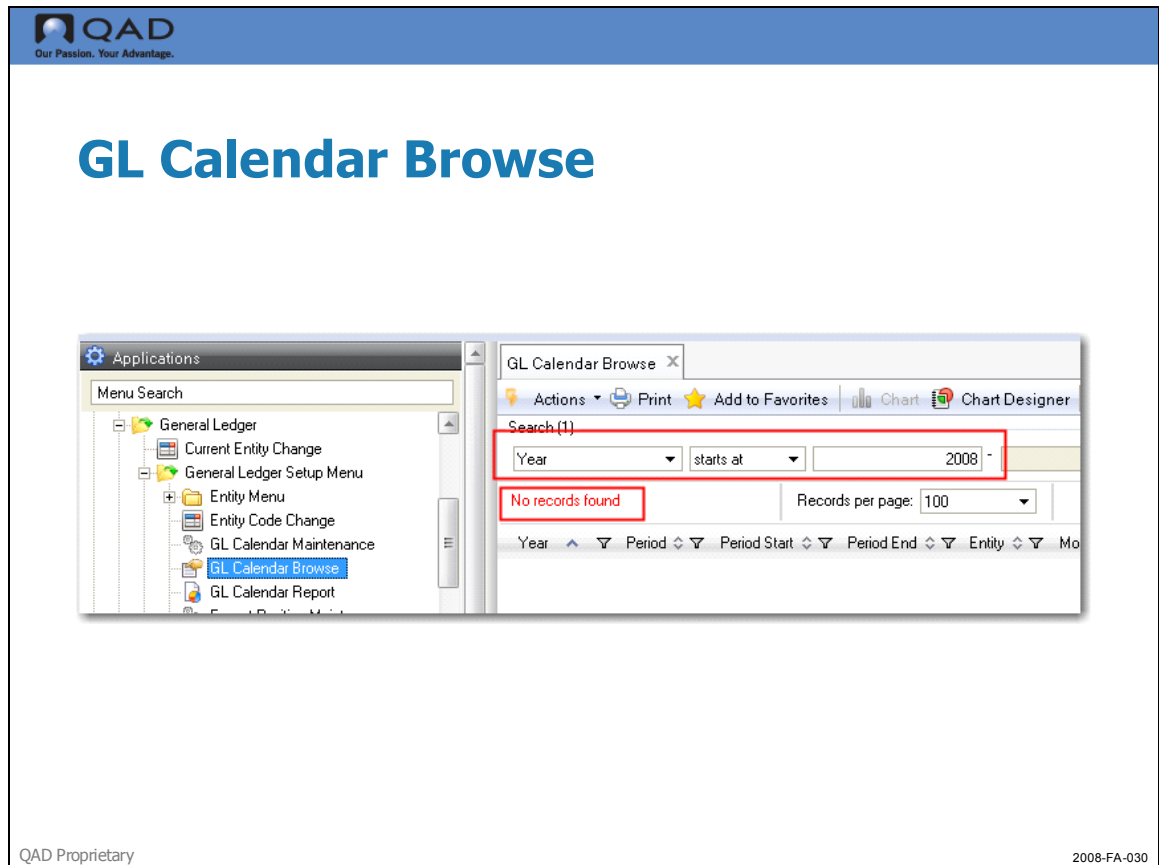 QAD
Our Passion. Your Advantage.
GL Calendar Browse
Applications
Menu Search
General Ledger
Current Entity Change
General Ledger Setup Menu
Entity Menu
Entity Code Change
GL Calendar Maintenance
GL Calendar Browse
GL Calendar Report
GL Calendar Browse
Actions Print Add to Favorites Chart Chart Designer
Search (1)
Year starts at 2008 -
No records found Records per page: 100
Year Period Period Start Period End Entity Mo
QAD Proprietary
2008-FA-030